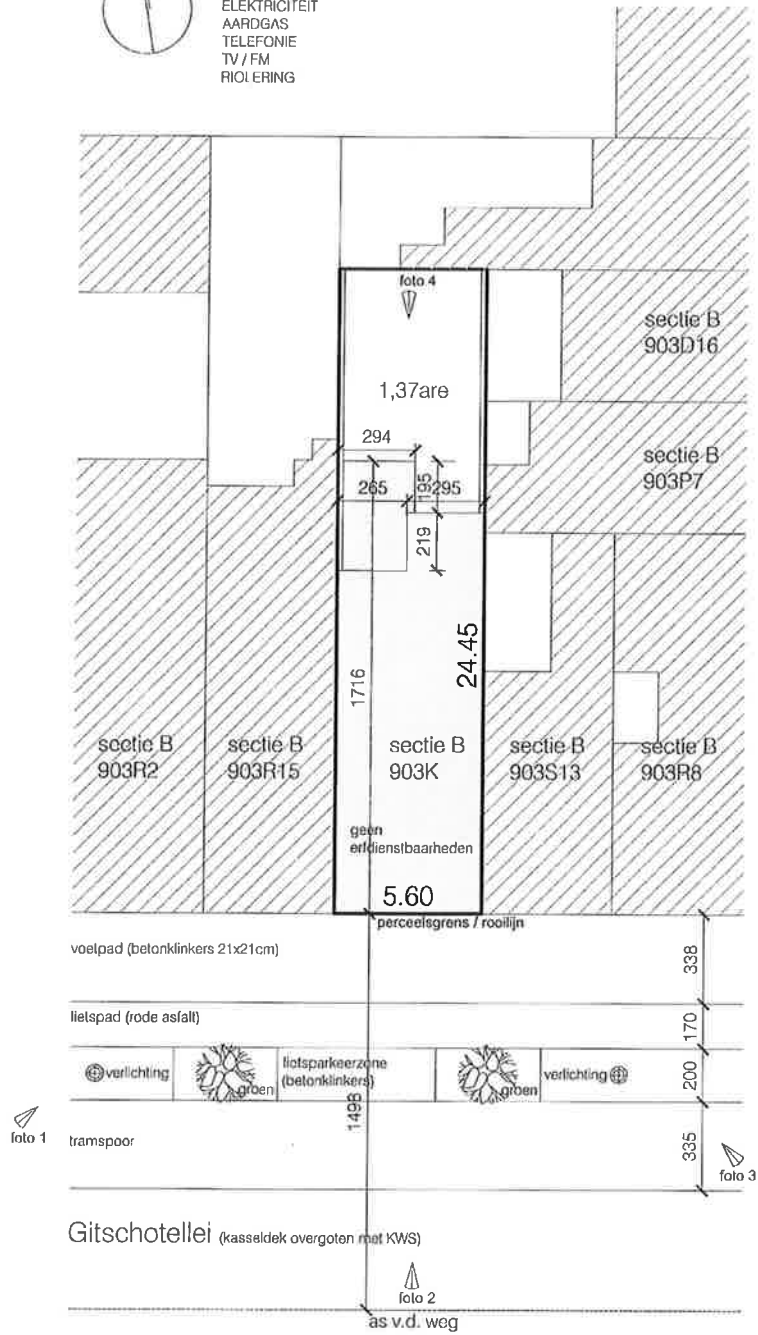 ELEKTRICITEIT
AARDGAS
TELEFONIE
TV / FM
RIOLERING
foto 4
sectie B
903D16
1,37are
294
sectie B
903P7
265
195
295
219
24.45
1716
sectie B
903R2
sectie B
903R15
sectie B
903K
sectie B
903S13
sectie B
903R8
geen
erfdienstbaarheden
5.60
perceelsgrens / rooilijn
voetpad (betonklinkers 21x21cm)
338
fietspad (rode asfalt)
170
verlichting
groen
fietsparkeerzone
(betonklinkers)
groen
verlichting
200
1498
foto 1
tramspoor
335
foto 3
Gitschotellei (kasseidek overgoten met KWS)
foto 2
as v.d. weg